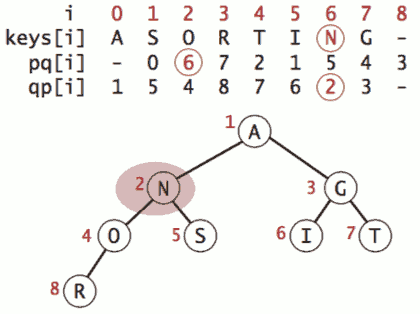 i 0 1 2 3 4 5 6 7 8
keys[i] A S O R T I N G -
pq[i] - 0 6 7 2 1 5 4 3
qp[i] 1 5 4 8 7 6 2 3 -
1 A
2 N 3 G
4 O 5 S 6 I 7 T
8 R